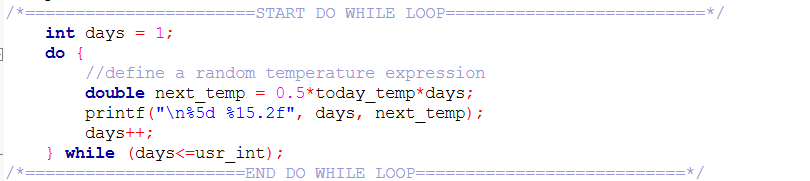 /*=======================START DO WHILE LOOP==========================*/
int days = 1;
do {
//define a random temperature expression
double next_temp = 0.5*today_temp*days;
printf("\n%5d %15.2f", days, next_temp);
days++;
} while (days<=usr_int);
/*======================END DO WHILE LOOP===========================*/